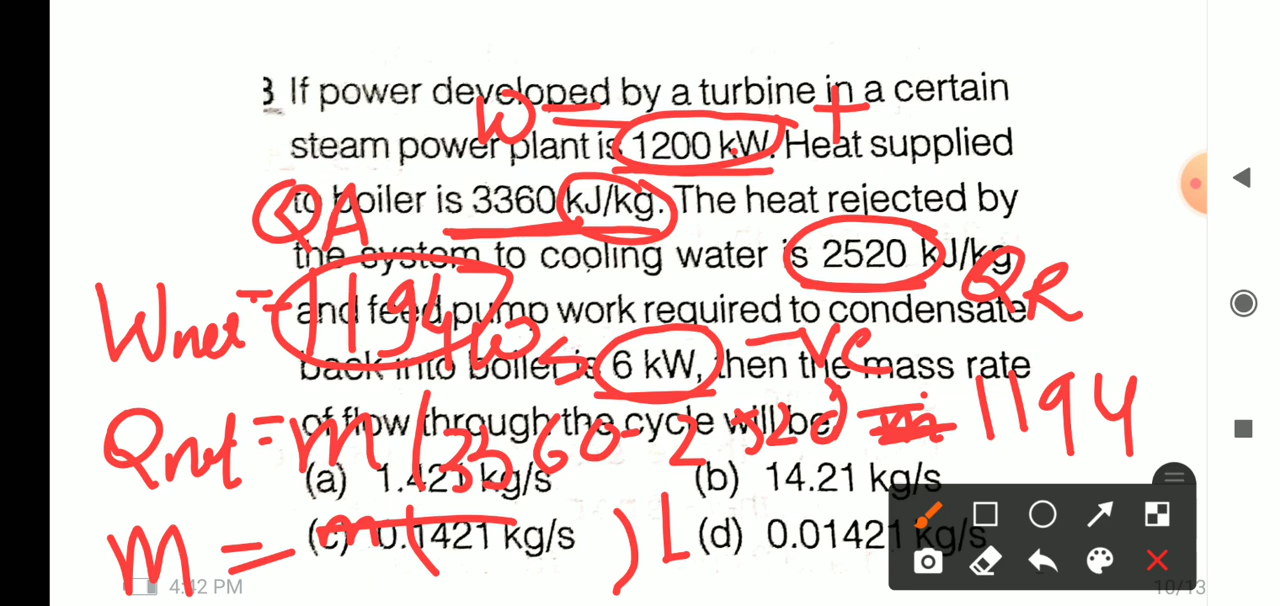 3 If power developed by a turbine in a certain
W = +
steam power plant is 1200 kW. Heat supplied
to boiler is 3360 kJ/kg. The heat rejected by
QA
the system to cooling water is 2520 kJ/kg
QR
and feed pump work required to condensate
Wnet = 1194
-ve
back into boiler is 6 kW, then the mass rate
of flow through the cycle will be
Qnet = m (3360 - 2520) = 1194
(a) 1.421 kg/s (b) 14.21 kg/s
(c) 0.1421 kg/s (d) 0.01421 kg/s
m =
4:42 PM 10/13